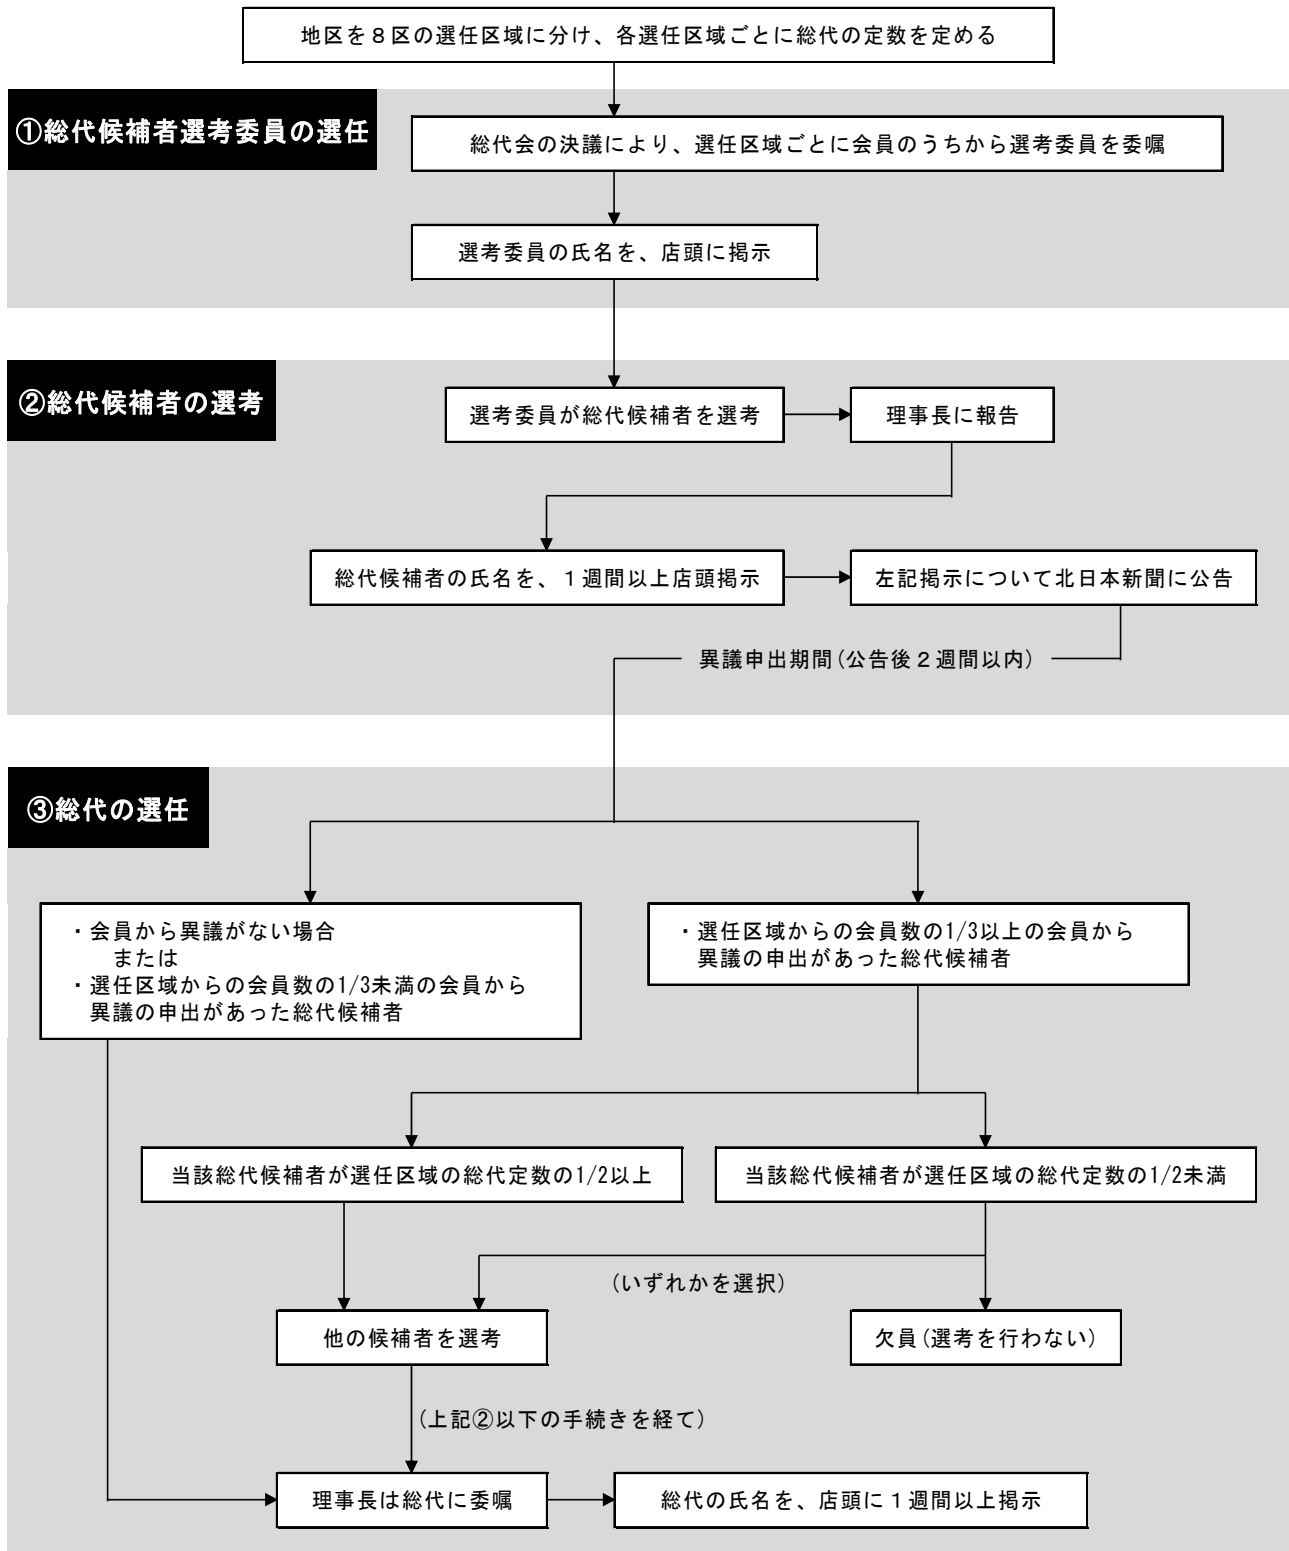 地区を８区の選任区域に分け、各選任区域ごとに総代の定数を定める
①総代候補者選考委員の選任
総代会の決議により、選任区域ごとに会員のうちから選考委員を委嘱
選考委員の氏名を、店頭に掲示
②総代候補者の選考
選考委員が総代候補者を選考
理事長に報告
総代候補者の氏名を、１週間以上店頭掲示
左記掲示について北日本新聞に公告
異議申出期間(公告後２週間以内)
③総代の選任
・会員から異議がない場合
または
・選任区域からの会員数の1/3未満の会員から
異議の申出があった総代候補者
・選任区域からの会員数の1/3以上の会員から
異議の申出があった総代候補者
当該総代候補者が選任区域の総代定数の1/2以上
当該総代候補者が選任区域の総代定数の1/2未満
(いずれかを選択)
他の候補者を選考
欠員(選考を行わない)
(上記②以下の手続きを経て)
理事長は総代に委嘱
総代の氏名を、店頭に１週間以上掲示